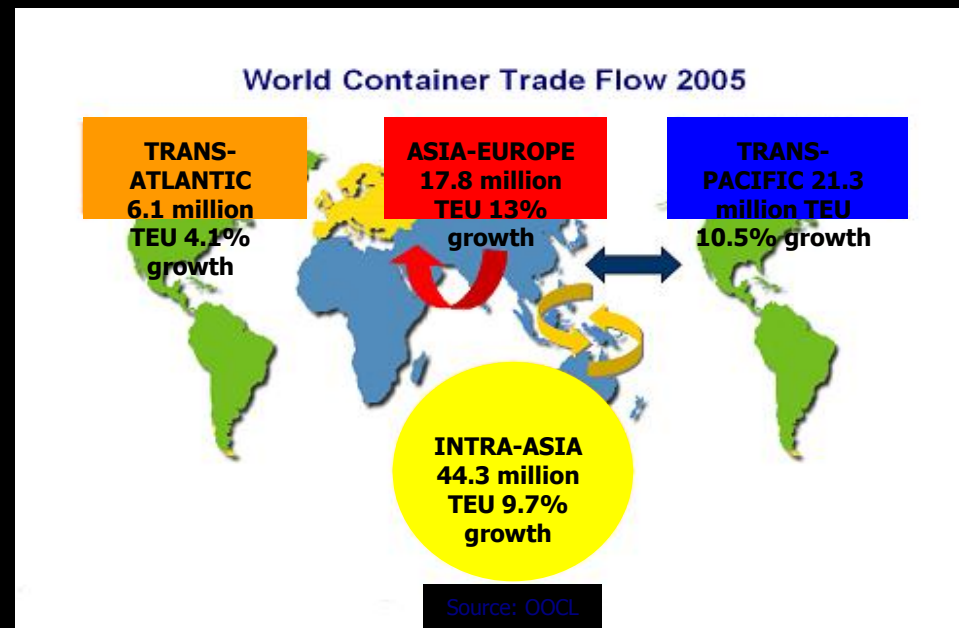 World Container Trade Flow 2005
TRANS-
ATLANTIC
6.1 million
TEU 4.1%
growth
ASIA-EUROPE
17.8 million
TEU 13%
growth
TRANS-
PACIFIC 21.3
million TEU
10.5% growth
INTRA-ASIA
44.3 million
TEU 9.7%
growth
Source: OOCL